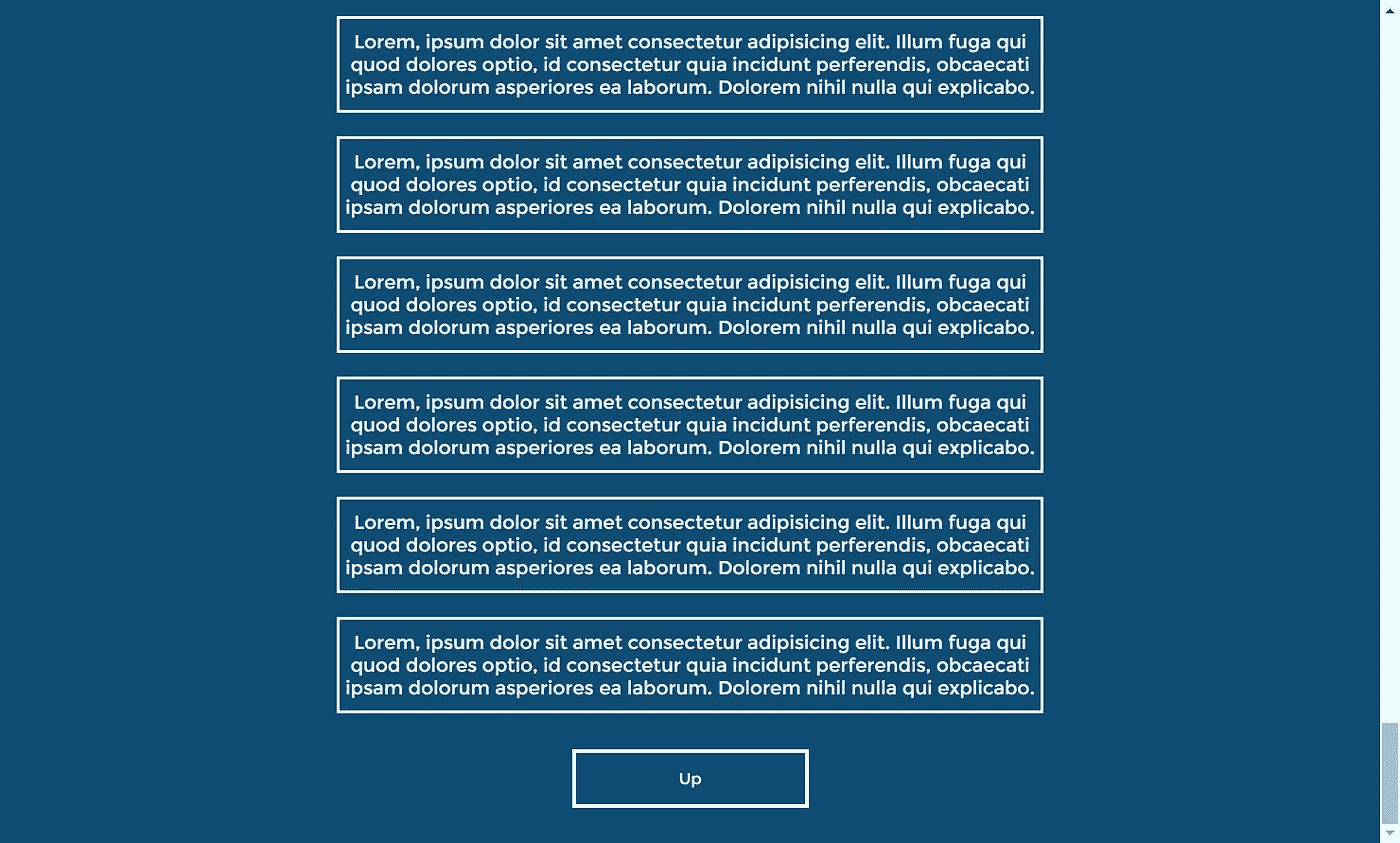 Lorem, ipsum dolor sit amet consectetur adipisicing elit. Illum fuga qui
quod dolores optio, id consectetur quia incidunt perferendis, obcaecati
ipsam dolorum asperiores ea laborum. Dolorem nihil nulla qui explicabo.
Lorem, ipsum dolor sit amet consectetur adipisicing elit. Illum fuga qui
quod dolores optio, id consectetur quia incidunt perferendis, obcaecati
ipsam dolorum asperiores ea laborum. Dolorem nihil nulla qui explicabo.
Lorem, ipsum dolor sit amet consectetur adipisicing elit. Illum fuga qui
quod dolores optio, id consectetur quia incidunt perferendis, obcaecati
ipsam dolorum asperiores ea laborum. Dolorem nihil nulla qui explicabo.
Lorem, ipsum dolor sit amet consectetur adipisicing elit. Illum fuga qui
quod dolores optio, id consectetur quia incidunt perferendis, obcaecati
ipsam dolorum asperiores ea laborum. Dolorem nihil nulla qui explicabo.
Lorem, ipsum dolor sit amet consectetur adipisicing elit. Illum fuga qui
quod dolores optio, id consectetur quia incidunt perferendis, obcaecati
ipsam dolorum asperiores ea laborum. Dolorem nihil nulla qui explicabo.
Lorem, ipsum dolor sit amet consectetur adipisicing elit. Illum fuga qui
quod dolores optio, id consectetur quia incidunt perferendis, obcaecati
ipsam dolorum asperiores ea laborum. Dolorem nihil nulla qui explicabo.
Up